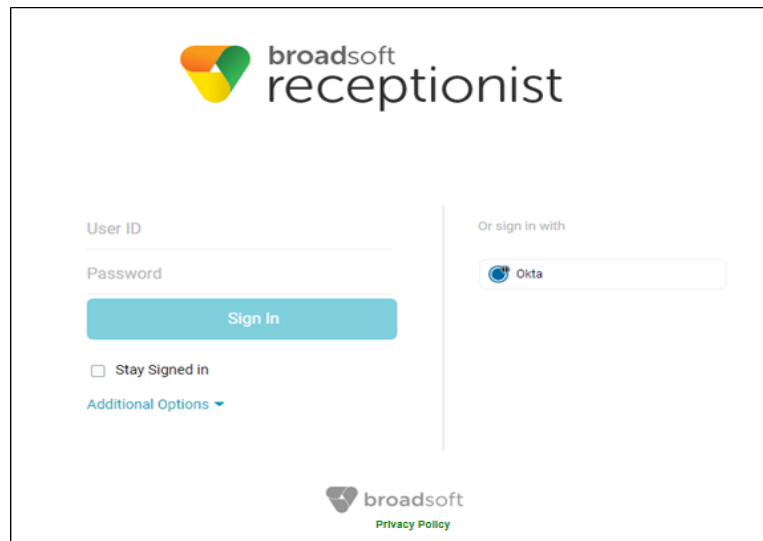 broadsoft
receptionist
User ID
Password
Sign In
Stay Signed in
Additional Options
Or sign in with
Okta
broadsoft
Privacy Policy